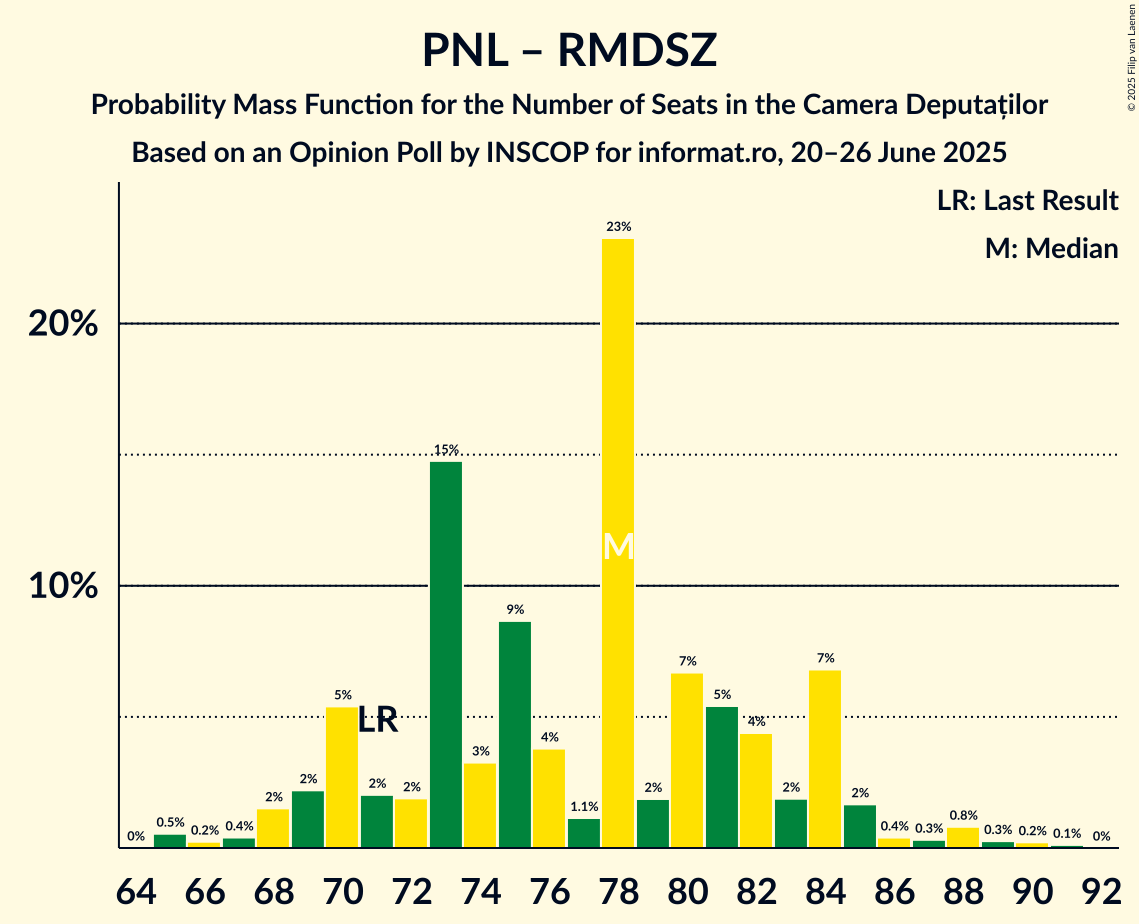 PNL – RMDSZ
Probability Mass Function for the Number of Seats in the Camera Deputaților
Based on an Opinion Poll by INSCOP for informat.ro, 20–26 June 2025
© 2025 Filip van Laenen
LR: Last Result
M: Median
20%
10%
0% 0.5% 0.2% 0.4% 2% 2% 5% 2% 2% 15% 3% 9% 4% 1.1% 23% 2% 7% 5% 4% 2% 7% 2% 0.4% 0.3% 0.8% 0.3% 0.2% 0.1% 0%
LR
M
64 66 68 70 72 74 76 78 80 82 84 86 88 90 92